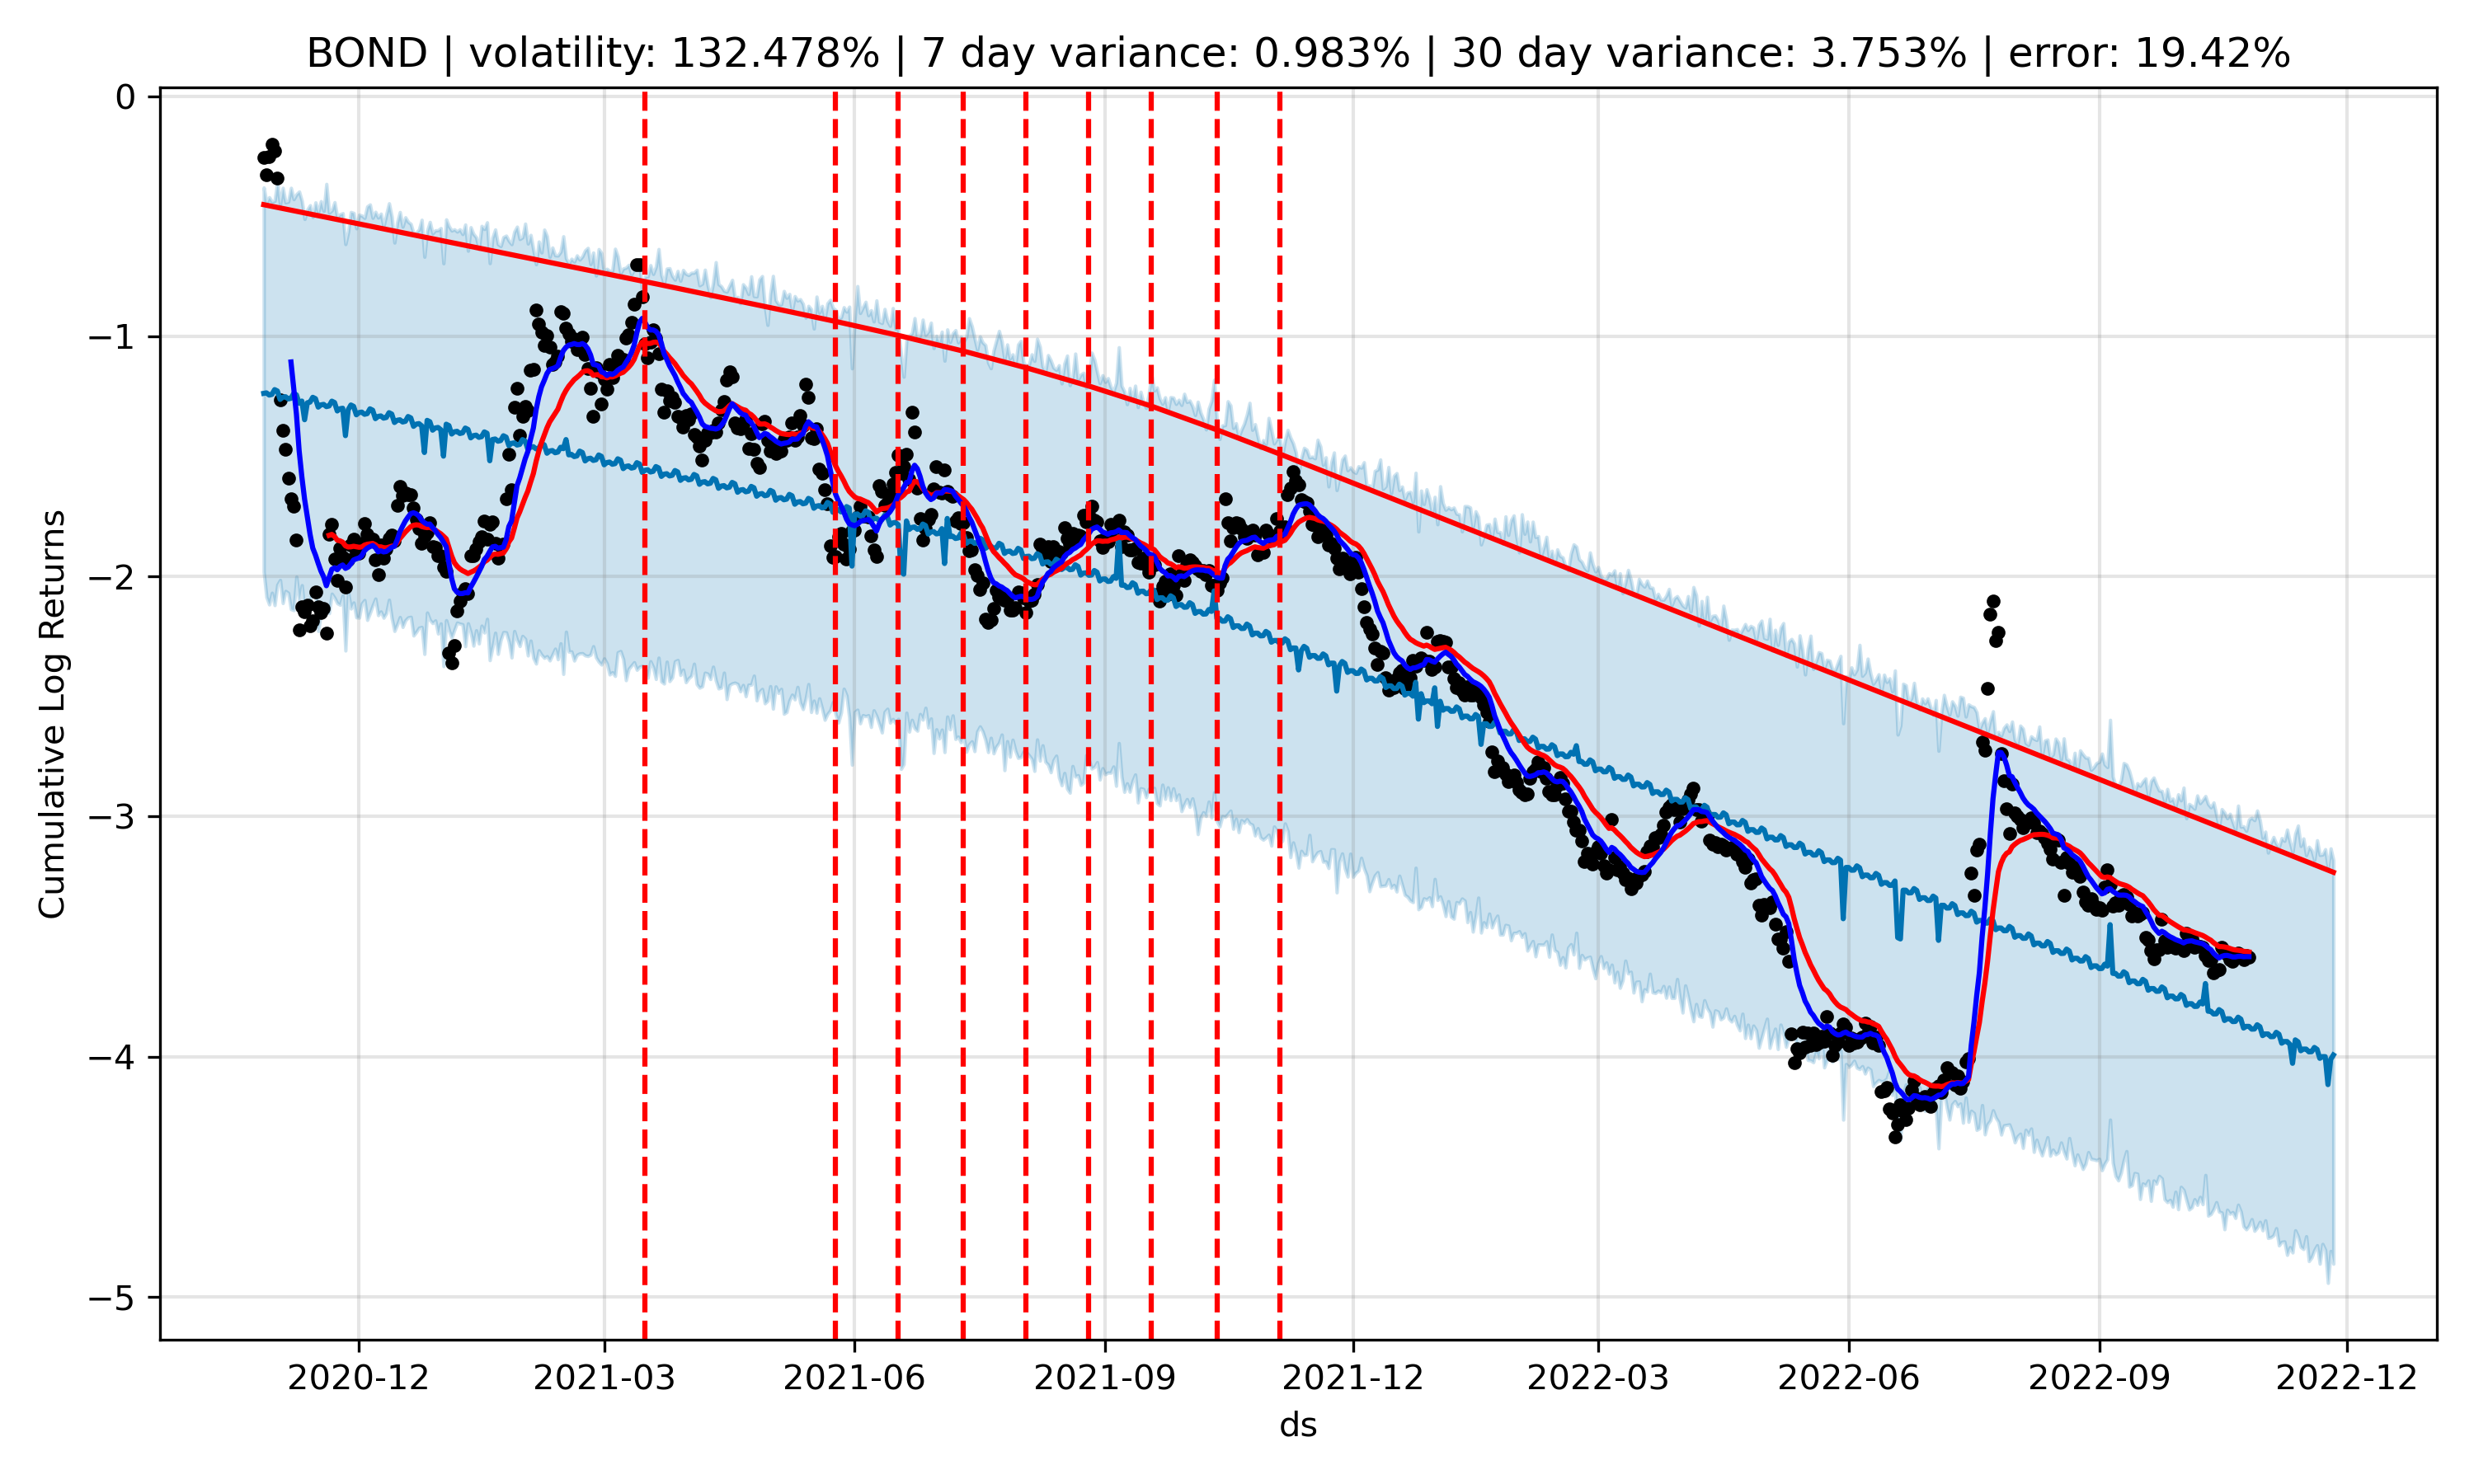 BOND | volatility: 132.478% | 7 day variance: 0.983% | 30 day variance: 3.753% | error: 19.42%
0
−1
−2
−3
−4
−5
Cumulative Log Returns
2020-12 2021-03 2021-06 2021-09 2021-12 2022-03 2022-06 2022-09 2022-12
ds